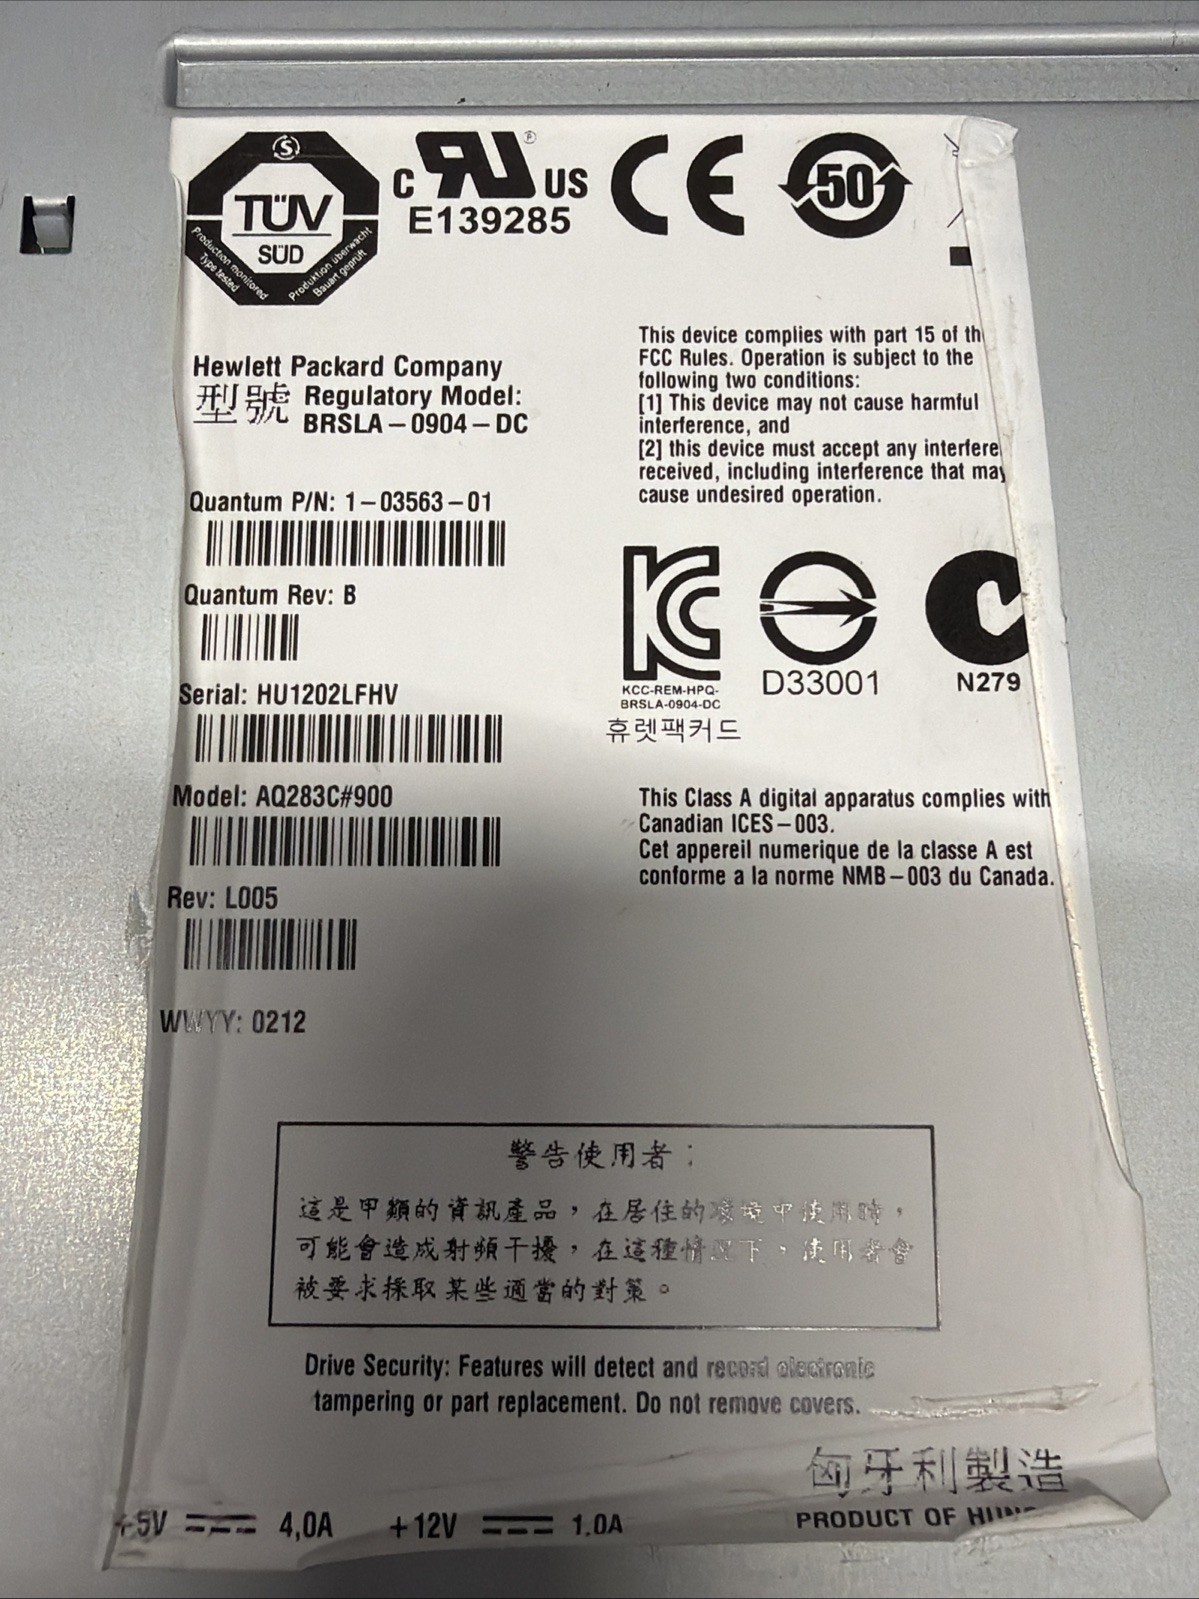 TÜV
SÜD
Production monitored
Type tested
Produktion überwacht
Bauart geprüft
C RU ® US
E139285
CE
50
Hewlett Packard Company
型號 Regulatory Model:
BRSLA-0904-DC
Quantum P/N: 1-03563-01
Quantum Rev: B
Serial: HU1202LFHV
Model: AQ283C#900
Rev: L005
WWYY: 0212
This device complies with part 15 of th
FCC Rules. Operation is subject to the
following two conditions:
[1] This device may not cause harmful
interference, and
[2] this device must accept any interfere
received, including interference that may
cause undesired operation.
KCC-REM-HPQ-
BRSLA-0904-DC
휴렛팩커드
D33001
N279
This Class A digital apparatus complies with
Canadian ICES-003.
Cet appereil numerique de la classe A est
conforme a la norme NMB-003 du Canada.
警告使用者：
這是甲類的資訊產品，在居住的環境中使用時，
可能會造成射頻干擾，在這種情況下，使用者會
被要求採取某些適當的對策。
Drive Security: Features will detect and record electronic
tampering or part replacement. Do not remove covers.
匈牙利製造
PRODUCT OF HUN
+5V 4,0A +12V 1.0A